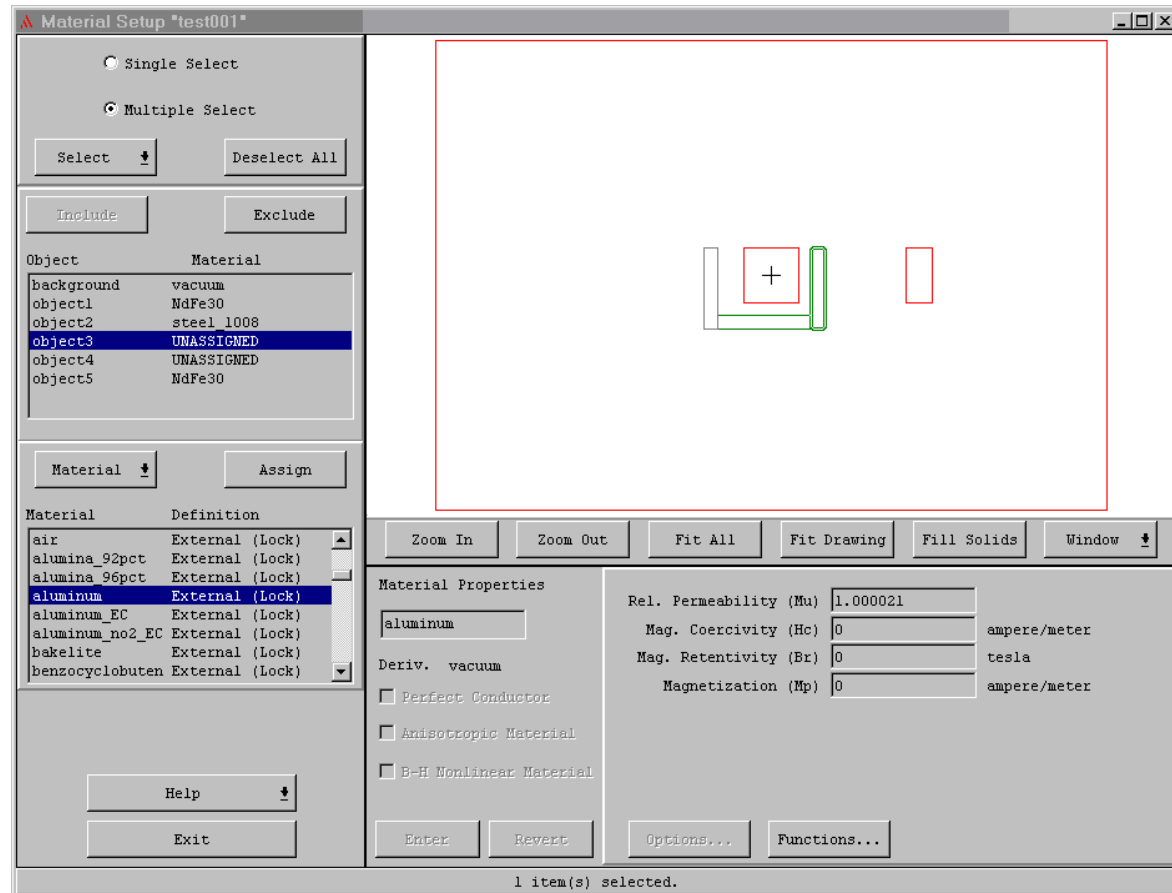 Material Setup "test001"
Single Select
Multiple Select
Select Deselect All
Include Exclude
Object Material
background vacuum
object1 NdFe30
object2 steel_1008
object3 UNASSIGNED
object4 UNASSIGNED
object5 NdFe30
Material Assign
Material Definition
air External (Lock)
alumina_92pct External (Lock)
alumina_96pct External (Lock)
aluminum External (Lock)
aluminum_EC External (Lock)
aluminum_no2_EC External (Lock)
bakelite External (Lock)
benzocyclobuten External (Lock)
Help
Exit
Zoom In Zoom Out Fit All Fit Drawing Fill Solids Window
Material Properties
aluminum
Deriv. vacuum
Perfect Conductor
Anisotropic Material
B-H Nonlinear Material
Enter Revert
Rel. Permeability (Mu) 1.000021
Mag. Coercivity (Hc) 0 ampere/meter
Mag. Retentivity (Br) 0 tesla
Magnetization (Mp) 0 ampere/meter
Options... Functions...
1 item(s) selected.